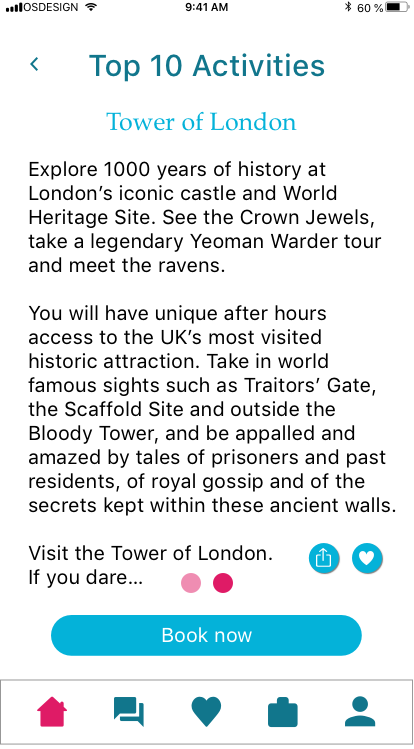 IOSDESIGN 9:41 AM 60 %
Top 10 Activities
Tower of London
Explore 1000 years of history at
London’s iconic castle and World
Heritage Site. See the Crown Jewels,
take a legendary Yeoman Warder tour
and meet the ravens.
You will have unique after hours
access to the UK’s most visited
historic attraction. Take in world
famous sights such as Traitors’ Gate,
the Scaffold Site and outside the
Bloody Tower, and be appalled and
amazed by tales of prisoners and past
residents, of royal gossip and of the
secrets kept within these ancient walls.
Visit the Tower of London.
If you dare...
Book now